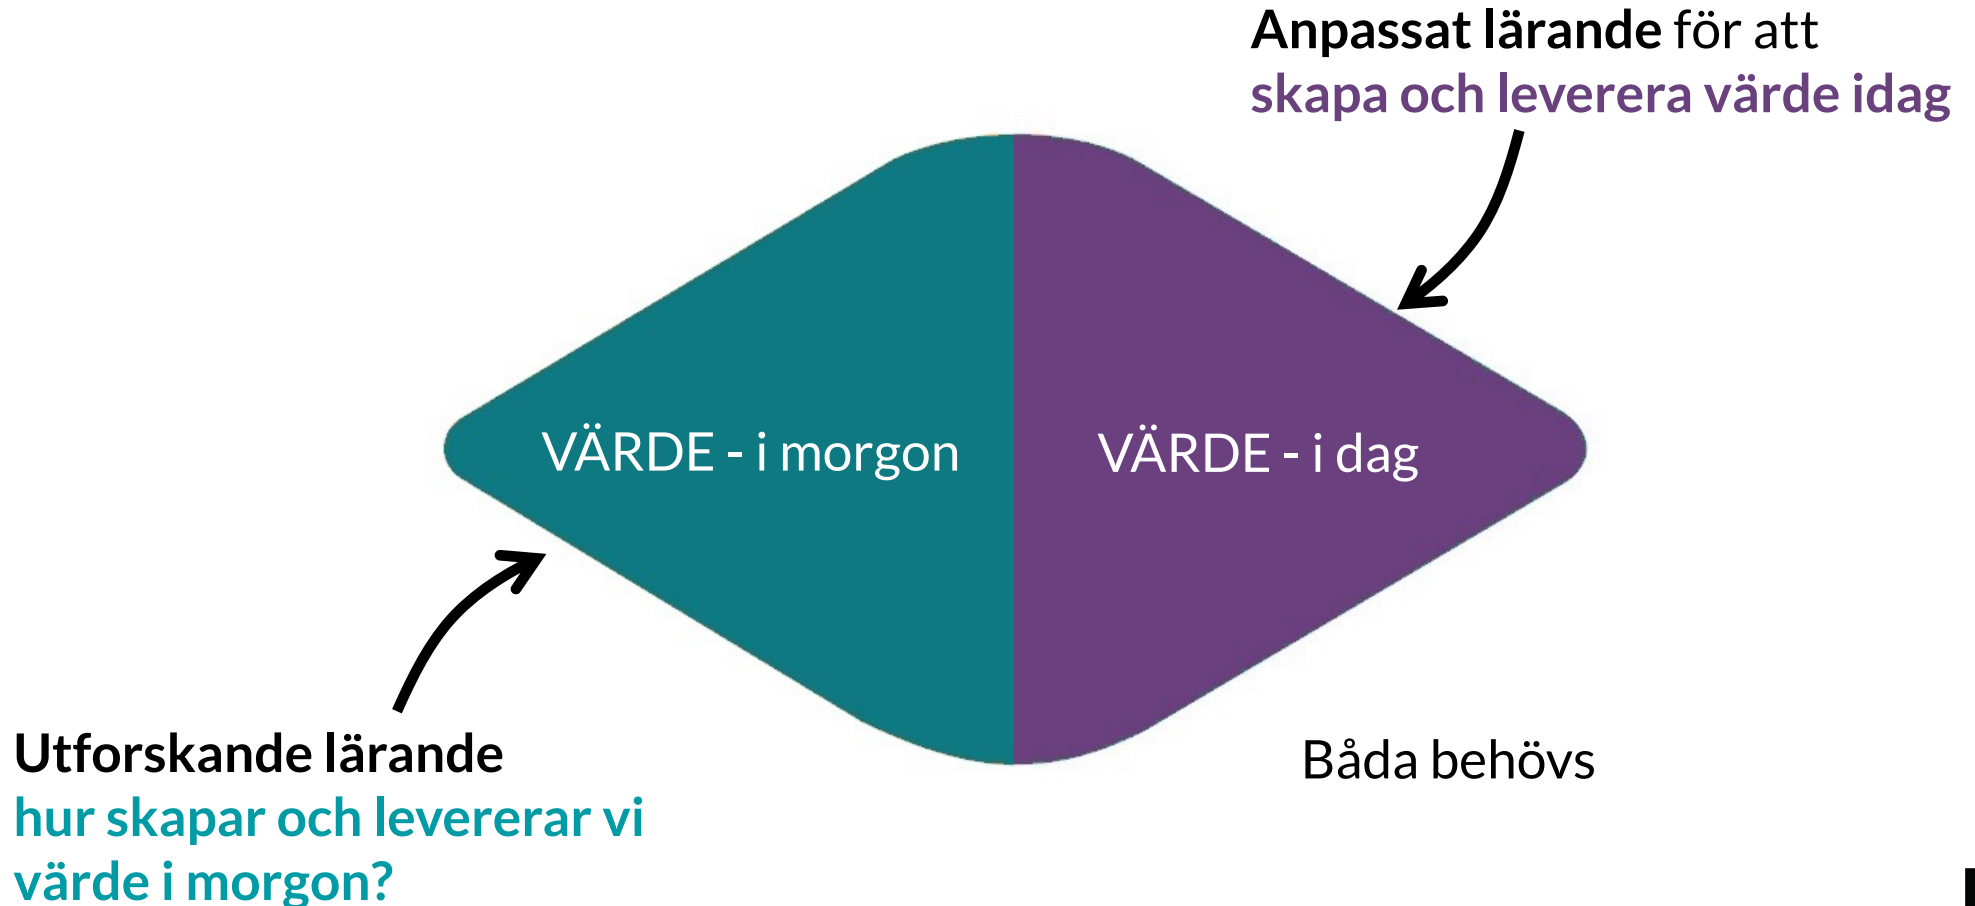 Anpassat lärande för att
skapa och leverera värde idag
VÄRDE - i morgon
VÄRDE - i dag
Utforskande lärande
hur skapar och levererar vi
värde i morgon?
Båda behövs